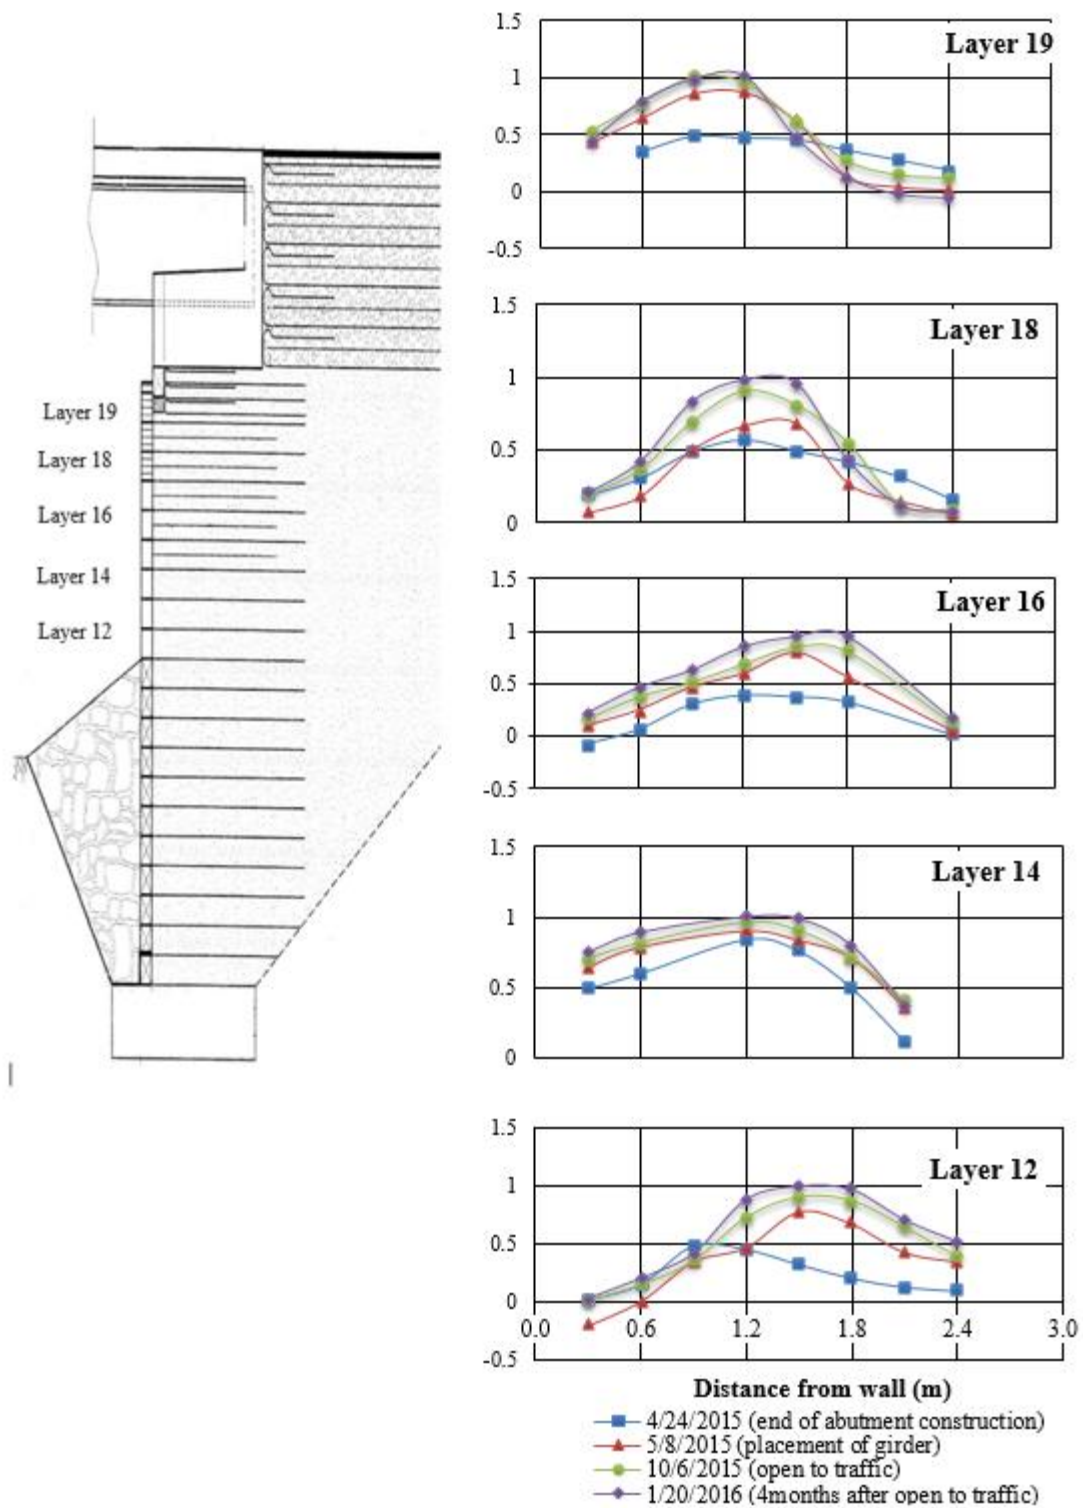 Layer 19
Layer 18
Layer 16
Layer 14
Layer 12
1.5
Layer 19
1
0.5
0
-0.5
1.5
Layer 18
1
0.5
0
1.5
Layer 16
1
0.5
0
-0.5
1.5
Layer 14
1
0.5
0
1.5
Layer 12
1
0.5
0
0.0 0.6 1.2 1.8 2.4 3.0
-0.5
Distance from wall (m)
4/24/2015 (end of abutment construction)
5/8/2015 (placement of girder)
10/6/2015 (open to traffic)
1/20/2016 (4months after open to traffic)